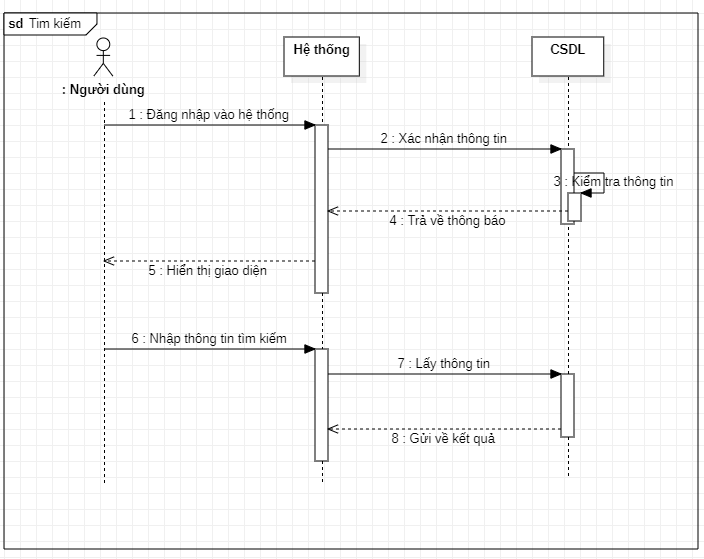 sd Tim kiếm
Hệ thống
CSDL
: Người dùng
1 : Đăng nhập vào hệ thống
2 : Xác nhận thông tin
3 : Kiểm tra thông tin
4 : Trả về thông báo
5 : Hiển thị giao diện
6 : Nhập thông tin tìm kiếm
7 : Lấy thông tin
8 : Gửi về kết quả